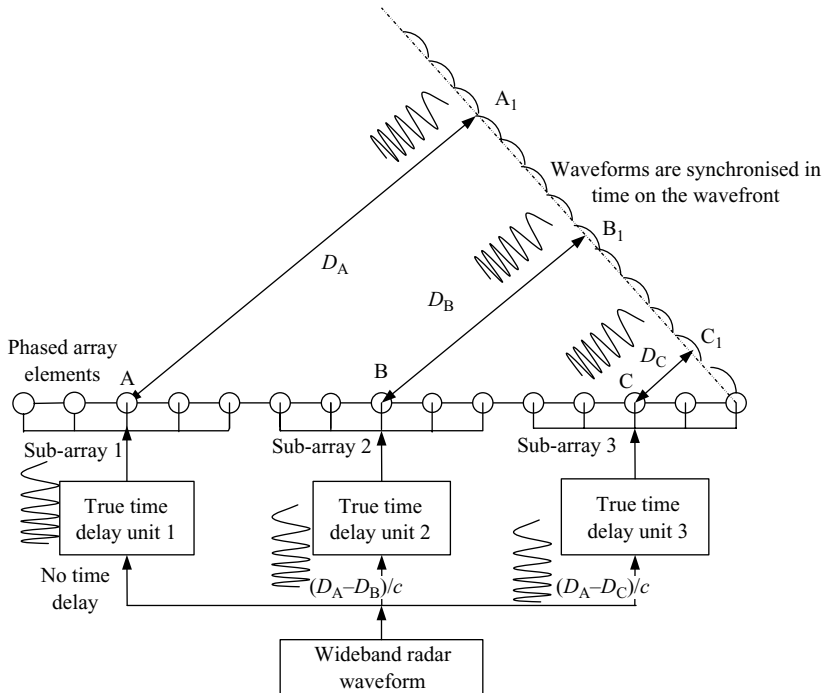 A1
Waveforms are synchronised in
time on the wavefront
B1
DA
DB
C1
DC
Phased array
elements
A
B
C
Sub-array 1
Sub-array 2
Sub-array 3
True time
delay unit 1
True time
delay unit 2
True time
delay unit 3
No time
delay
(DA–DB)/c
(DA–DC)/c
Wideband radar
waveform